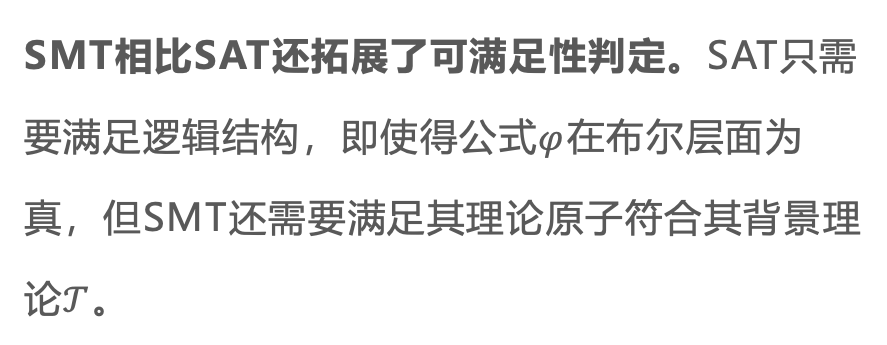 SMT相比SAT还拓展了可满足性判定。SAT只需
要满足逻辑结构，即使得公式φ在布尔层面为
真，但SMT还需要满足其理论原子符合其背景理
论𝒯。